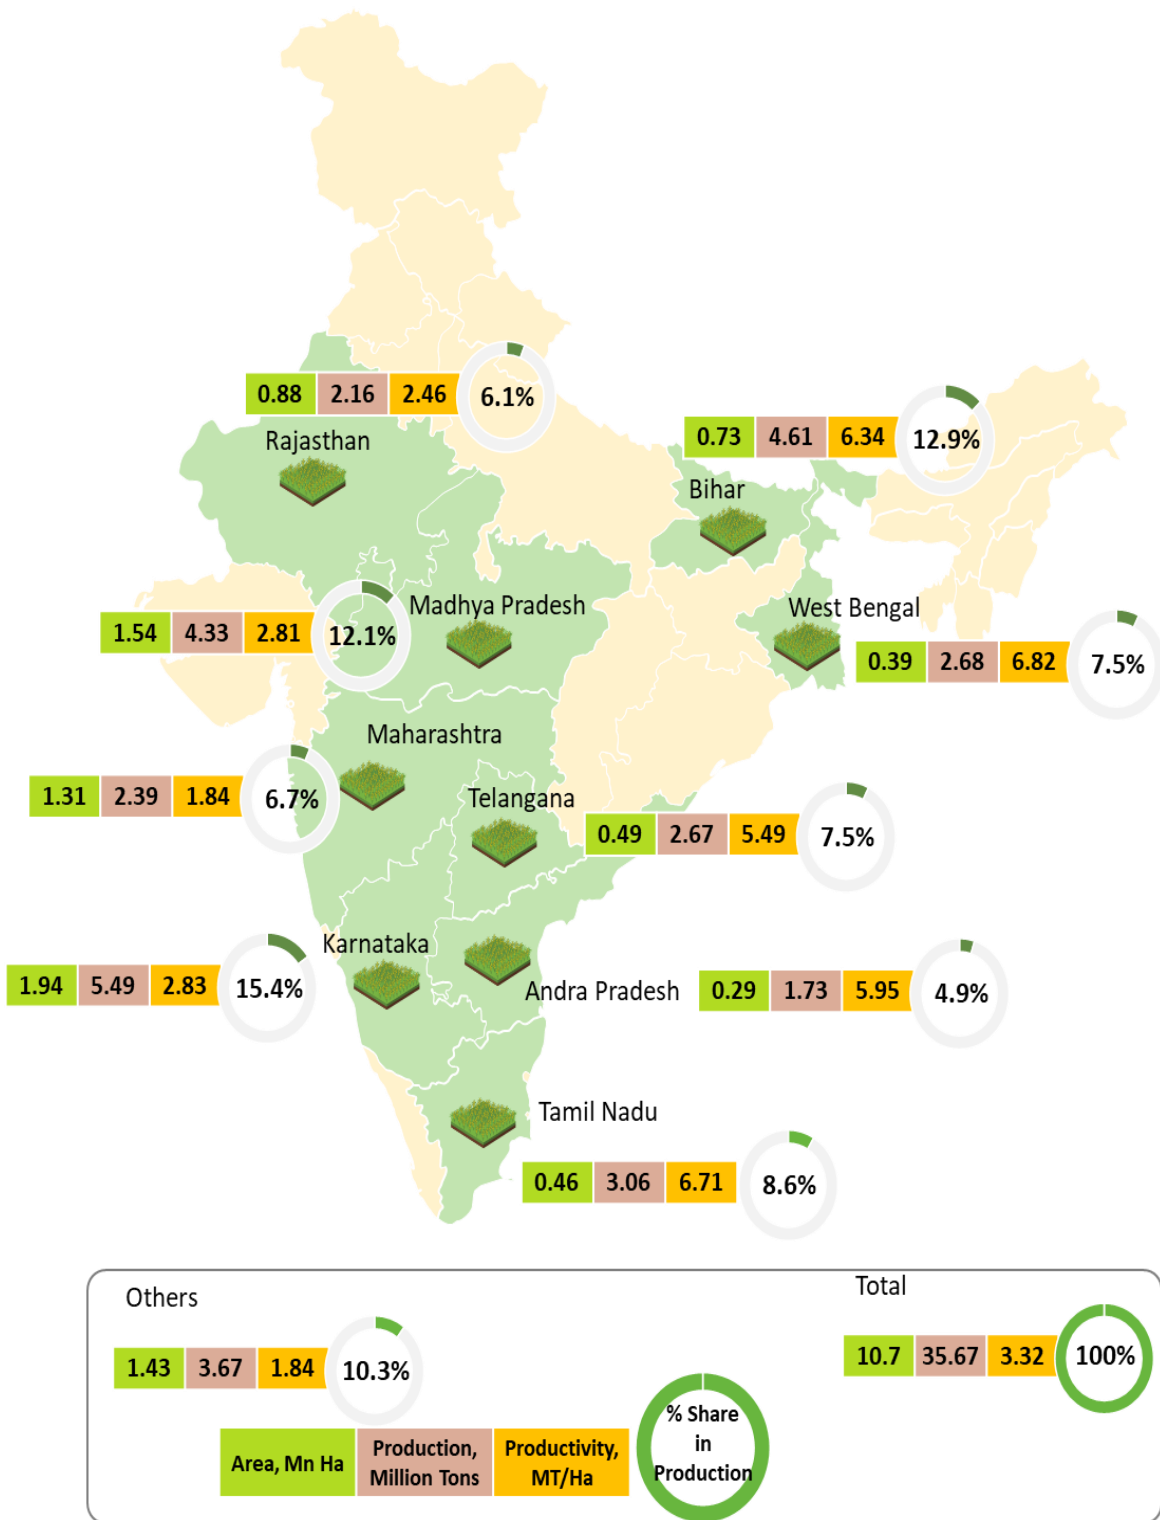 0.88 2.16 2.46 6.1%
Rajasthan
0.73 4.61 6.34 12.9%
Bihar
Madhya Pradesh
1.54 4.33 2.81 12.1%
West Bengal
0.39 2.68 6.82 7.5%
Maharashtra
1.31 2.39 1.84 6.7%
Telangana
0.49 2.67 5.49 7.5%
Karnataka
1.94 5.49 2.83 15.4%
Andra Pradesh
0.29 1.73 5.95 4.9%
Tamil Nadu
0.46 3.06 6.71 8.6%
Others
1.43 3.67 1.84 10.3%
Total
10.7 35.67 3.32 100%
Area, Mn Ha
Production,
Million Tons
Productivity,
MT/Ha
% Share
in
Production